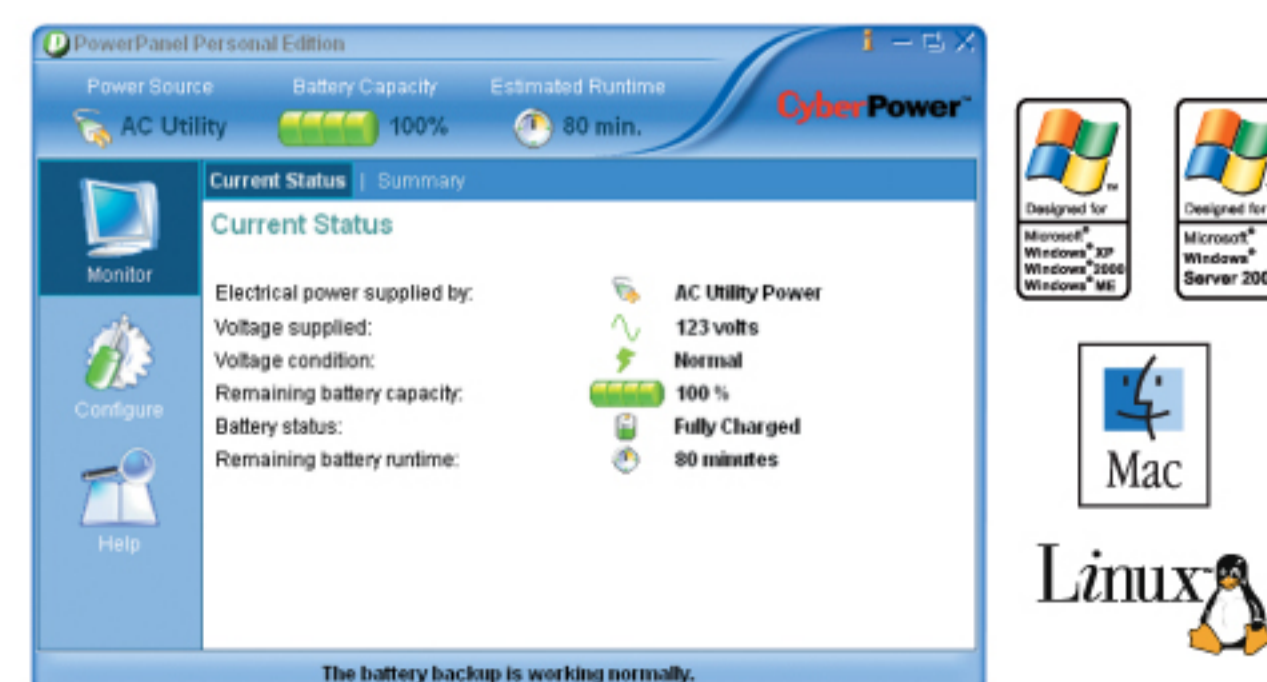 PowerPanel Personal Edition
Power Source Battery Capacity Estimated Runtime
AC Utility 100% 80 min.
CyberPower™
Current Status | Summary
Current Status
Monitor
Configure
Help
Electrical power supplied by: AC Utility Power
Voltage supplied: 123 volts
Voltage condition: Normal
Remaining battery capacity: 100 %
Battery status: Fully Charged
Remaining battery runtime: 80 minutes
The battery backup is working normally.
Designed for
Microsoft®
Windows® XP
Windows® 2000
Windows® ME
Designed for
Microsoft®
Windows®
Server
Mac
Linux